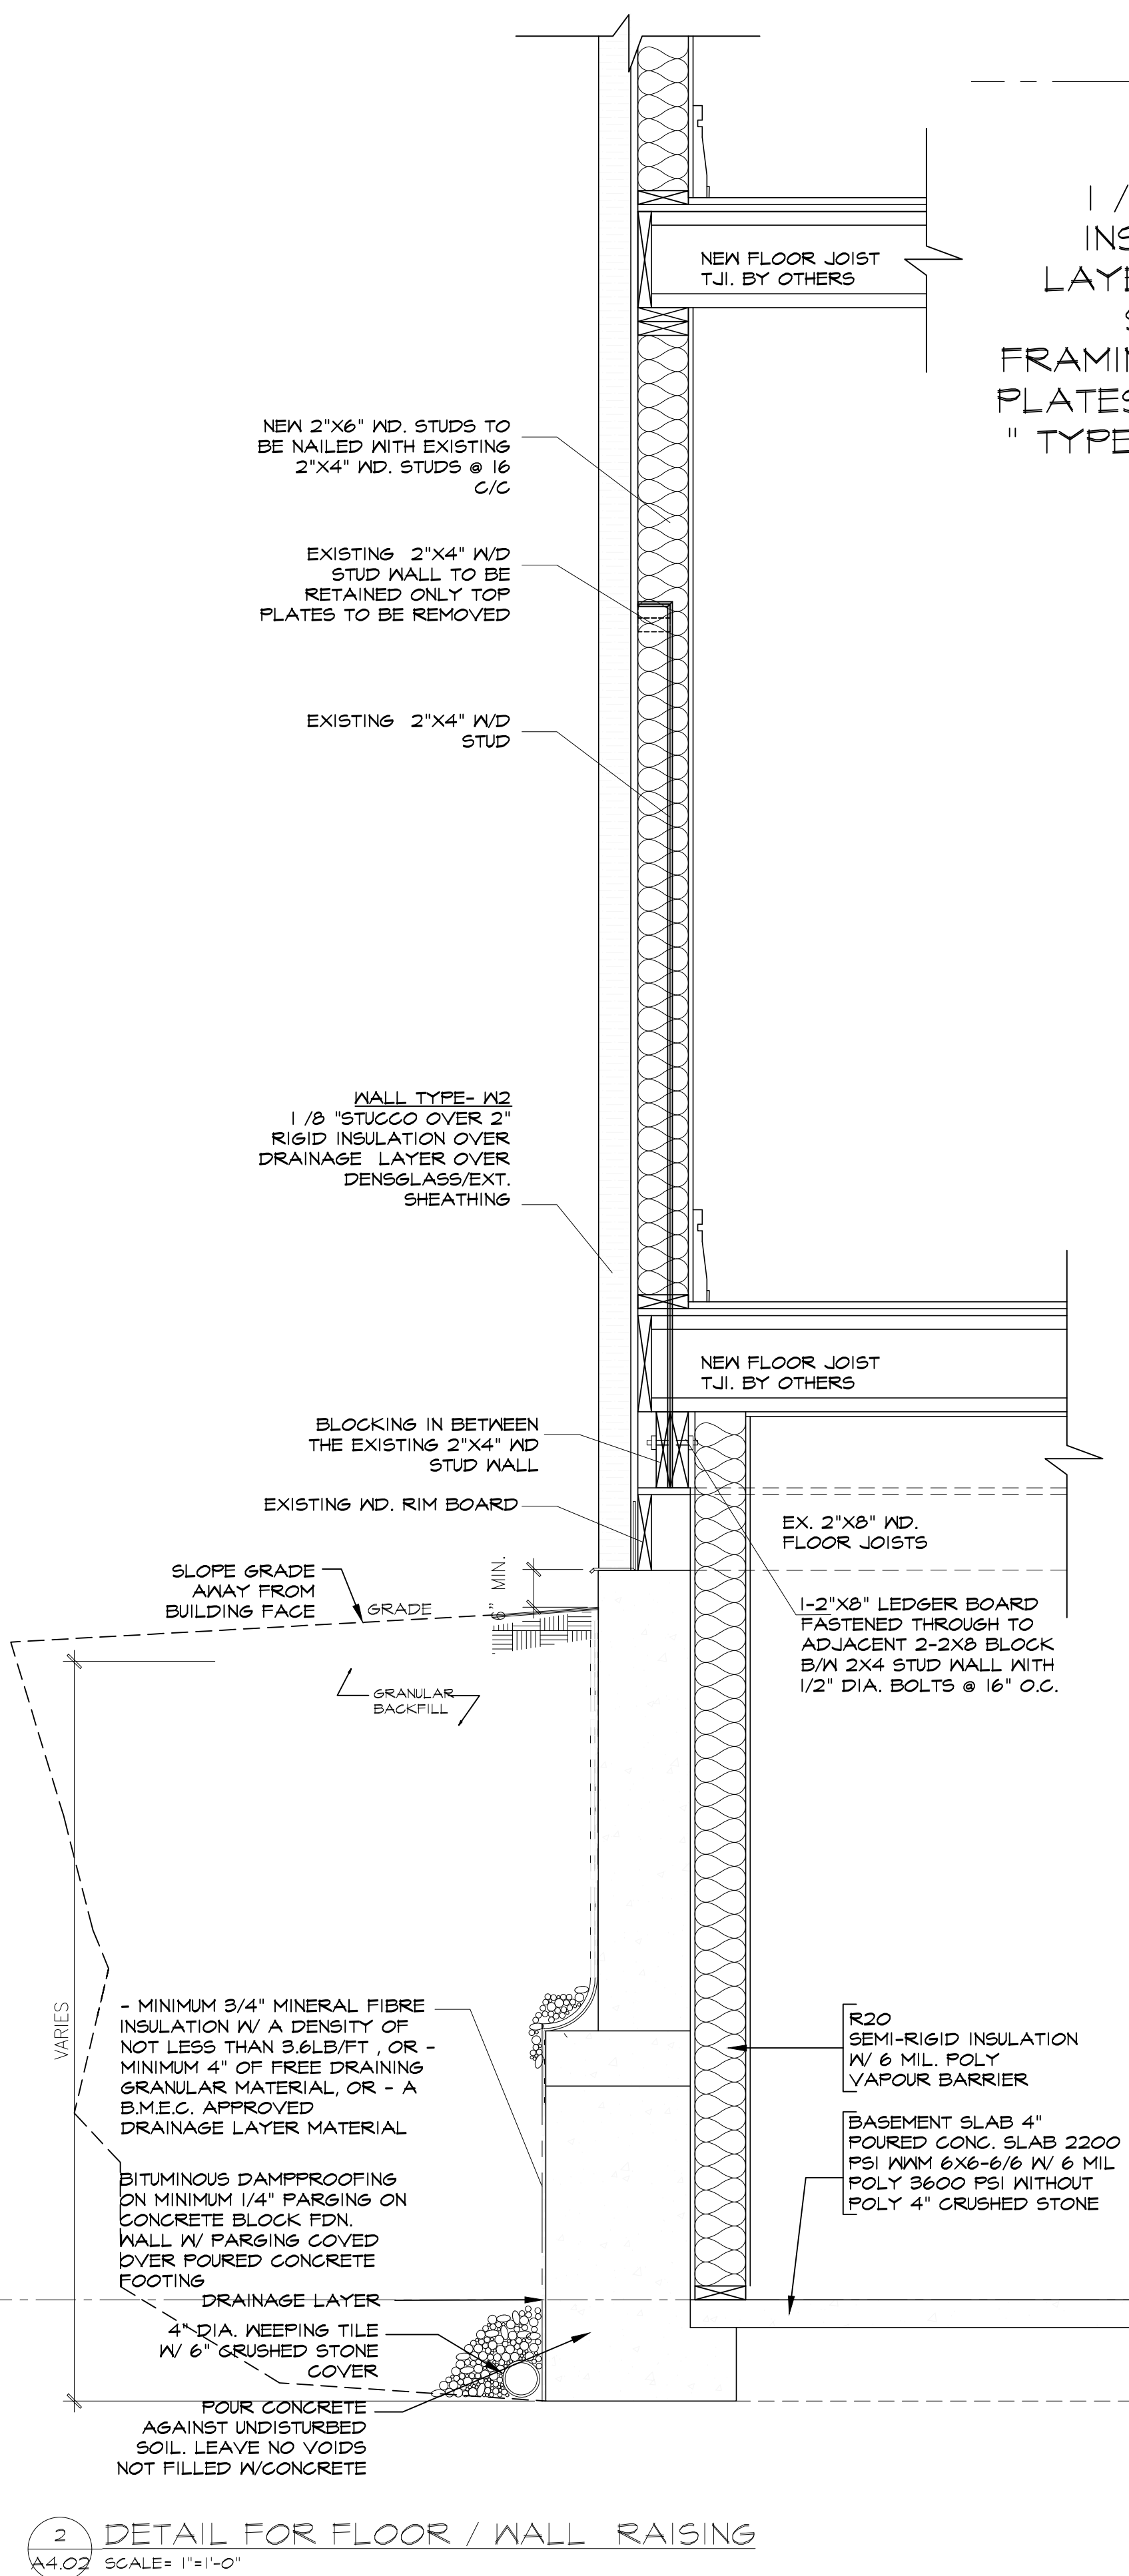 1 /
INS
LAYE
S
FRAMIN
PLATES
" TYPE
NEW FLOOR JOIST
TJI. BY OTHERS
NEW 2"X6" WD. STUDS TO
BE NAILED WITH EXISTING
2"X4" WD. STUDS @ 16
C/C
EXISTING 2"X4" W/D
STUD WALL TO BE
RETAINED ONLY TOP
PLATES TO BE REMOVED
EXISTING 2"X4" W/D
STUD
WALL TYPE- W2
1 /8 "STUCCO OVER 2"
RIGID INSULATION OVER
DRAINAGE LAYER OVER
DENSGLASS/EXT.
SHEATHING
NEW FLOOR JOIST
TJI. BY OTHERS
BLOCKING IN BETWEEN
THE EXISTING 2"X4" WD
STUD WALL
EXISTING WD. RIM BOARD
EX. 2"X8" WD.
FLOOR JOISTS
SLOPE GRADE
AWAY FROM
BUILDING FACE
GRADE
6" MIN.
1-2"X8" LEDGER BOARD
FASTENED THROUGH TO
ADJACENT 2-2X8 BLOCK
B/W 2X4 STUD WALL WITH
1/2" DIA. BOLTS @ 16" O.C.
GRANULAR
BACKFILL
VARIES
- MINIMUM 3/4" MINERAL FIBRE
INSULATION W/ A DENSITY OF
NOT LESS THAN 3.6LB/FT , OR -
MINIMUM 4" OF FREE DRAINING
GRANULAR MATERIAL, OR - A
B.M.E.C. APPROVED
DRAINAGE LAYER MATERIAL
R20
SEMI-RIGID INSULATION
W/ 6 MIL. POLY
VAPOUR BARRIER
BASEMENT SLAB 4"
POURED CONC. SLAB 2200
PSI WWM 6X6-6/6 W/ 6 MIL
POLY 3600 PSI WITHOUT
POLY 4" CRUSHED STONE
BITUMINOUS DAMPPROOFING
ON MINIMUM 1/4" PARGING ON
CONCRETE BLOCK FDN.
WALL W/ PARGING COVED
OVER POURED CONCRETE
FOOTING
DRAINAGE LAYER
4" DIA. WEEPING TILE
W/ 6" CRUSHED STONE
COVER
POUR CONCRETE
AGAINST UNDISTURBED
SOIL. LEAVE NO VOIDS
NOT FILLED W/CONCRETE
2
A4.02
DETAIL FOR FLOOR / WALL RAISING
SCALE= 1"=1'-0"